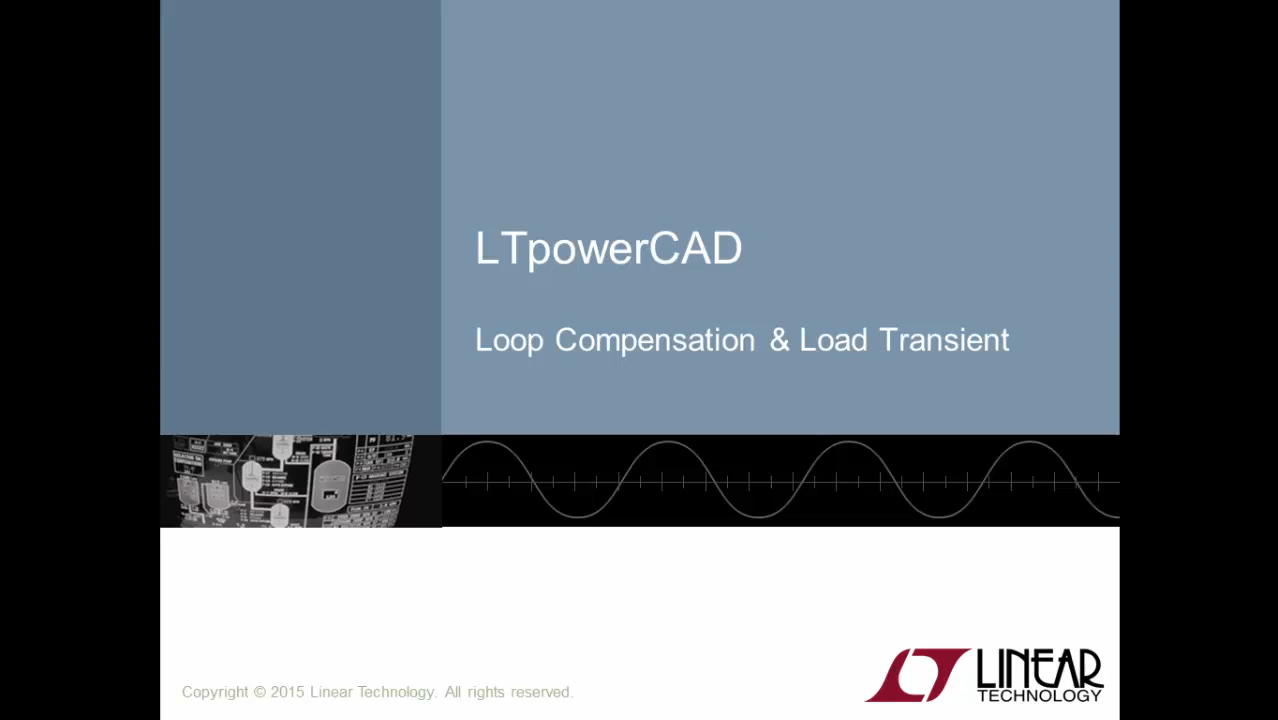 LTpowerCAD
Loop Compensation & Load Transient
Copyright © 2015 Linear Technology. All rights reserved.
LINEAR
TECHNOLOGY